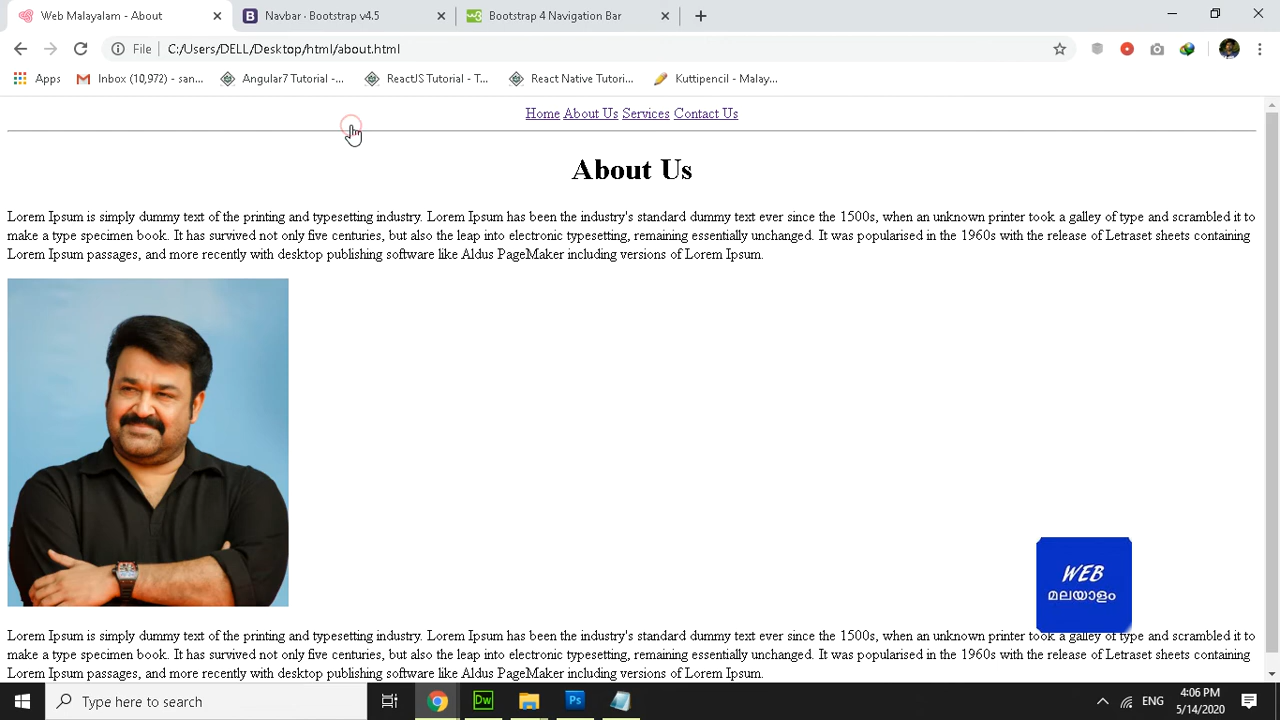 Web Malayalam - About
Navbar · Bootstrap v4.5
Bootstrap 4 Navigation Bar
File
C:/Users/DELL/Desktop/html/about.html
Apps
Inbox (10,972) - san...
Angular7 Tutorial -...
ReactJS Tutorial - T...
React Native Tutori...
Kuttipencil - Malay...
Home About Us Services Contact Us
About Us
Lorem Ipsum is simply dummy text of the printing and typesetting industry. Lorem Ipsum has been the industry's standard dummy text ever since the 1500s, when an unknown printer took a galley of type and scrambled it to
make a type specimen book. It has survived not only five centuries, but also the leap into electronic typesetting, remaining essentially unchanged. It was popularised in the 1960s with the release of Letraset sheets containing
Lorem Ipsum passages, and more recently with desktop publishing software like Aldus PageMaker including versions of Lorem Ipsum.
WEB
മലയാളം
Lorem Ipsum is simply dummy text of the printing and typesetting industry. Lorem Ipsum has been the industry's standard dummy text ever since the 1500s, when an unknown printer took a galley of type and scrambled it to
make a type specimen book. It has survived not only five centuries, but also the leap into electronic typesetting, remaining essentially unchanged. It was popularised in the 1960s with the release of Letraset sheets containing
Lorem Ipsum passages, and more recently with desktop publishing software like Aldus PageMaker including versions of Lorem Ipsum.
Type here to search
Dw
Ps
ENG
4:06 PM
5/14/2020